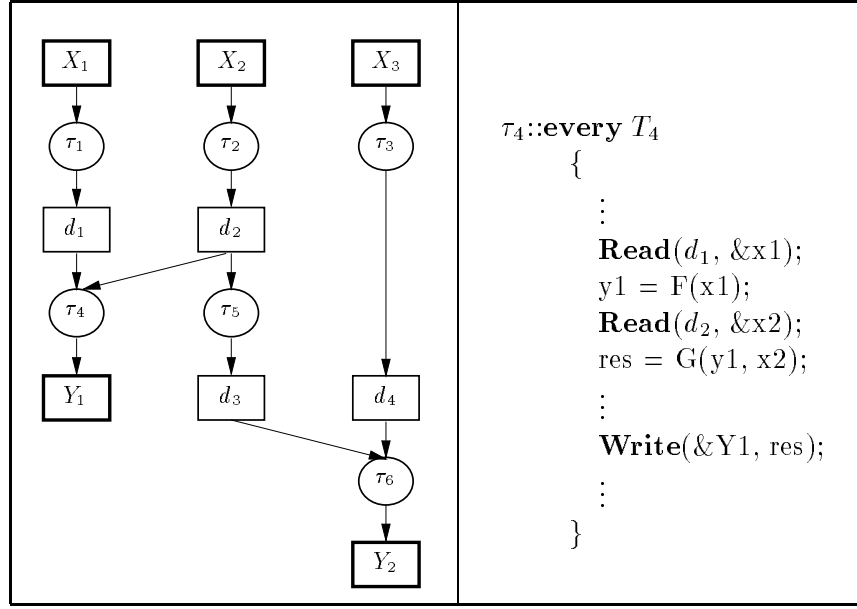 X₁ X₂ X₃
τ₁ τ₂ τ₃
d₁ d₂
τ₄ τ₅
Y₁ d₃ d₄
τ₆
Y₂
τ₄::every T₄
{
⋮
Read(d₁, &x1);
y1 = F(x1);
Read(d₂, &x2);
res = G(y1, x2);
⋮
Write(&Y1, res);
⋮
}